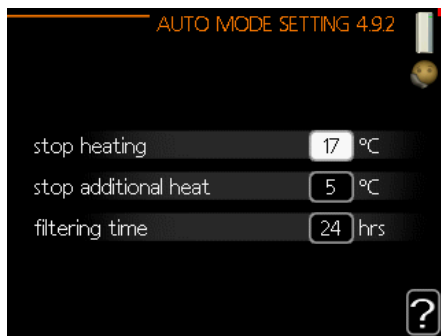 AUTO MODE SETTING 4.9.2
stop heating 17 °C
stop additional heat 5 °C
filtering time 24 hrs
?